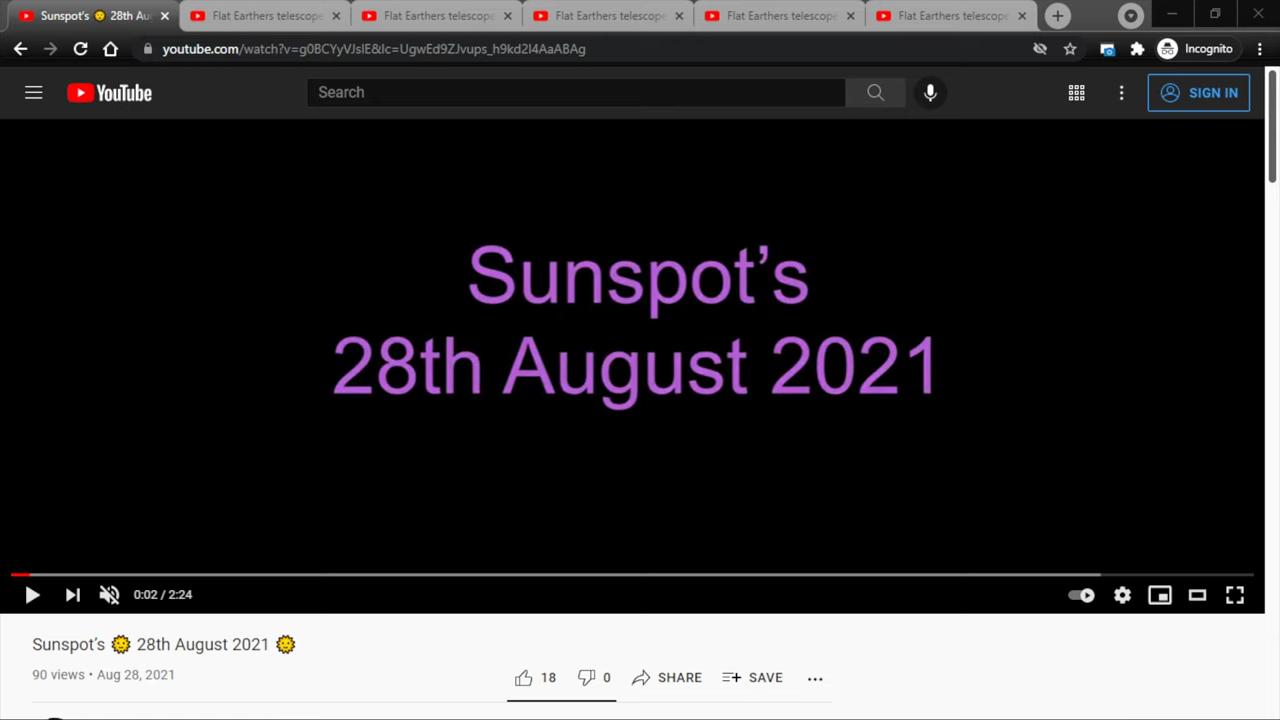 Sunspot's 🌞 28th Au
Flat Earthers telescope
Flat Earthers telescope
Flat Earthers telescope
Flat Earthers telescope
Flat Earthers telescope
youtube.com/watch?v=g0BCYyVJslE&lc=UgwEd9ZJvups_h9kd2l4AaABAg
Incognito
YouTube
Search
SIGN IN
Sunspot’s
28th August 2021
0:02 / 2:24
Sunspot’s 🌞 28th August 2021 🌞
90 views • Aug 28, 2021
18
0
SHARE
SAVE